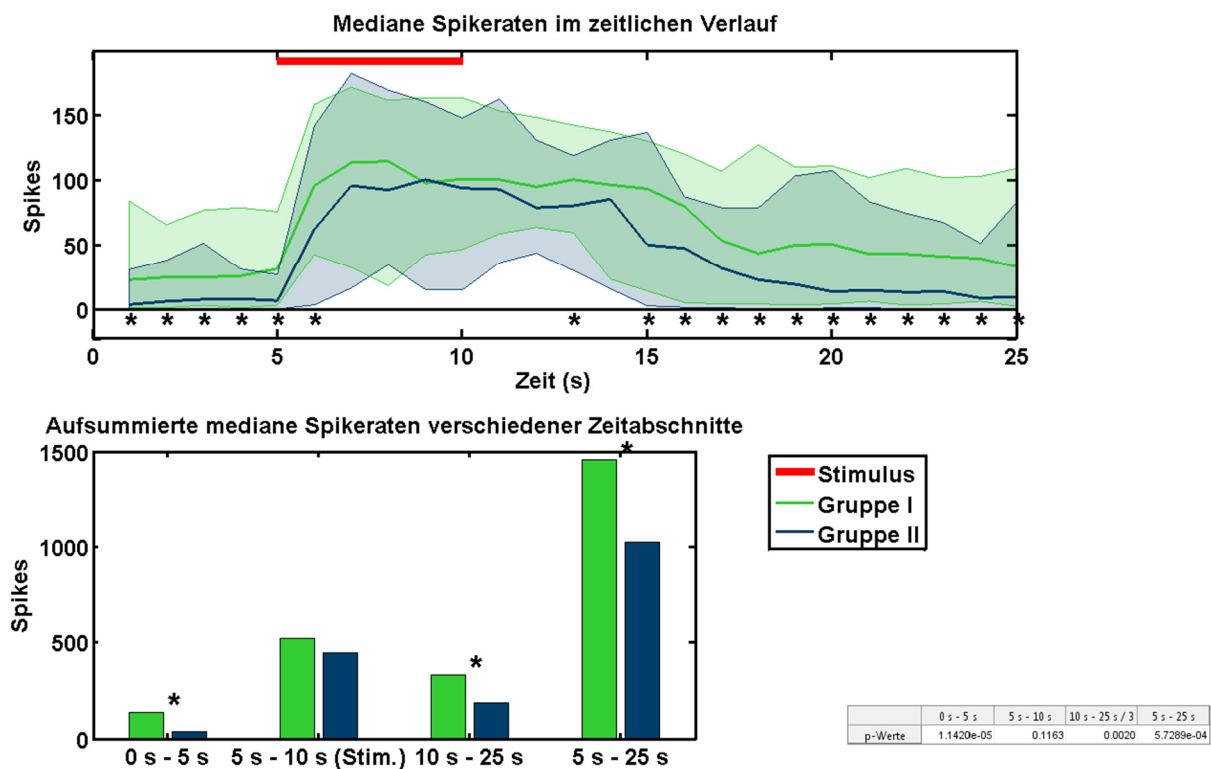 Mediane Spikeraten im zeitlichen Verlauf
Spikes
150
100
50
0
* * * * * * * * * * * * * * * * * *
0 5 10 15 20 25
Zeit (s)
Aufsummierte mediane Spikeraten verschiedener Zeitabschnitte
Spikes
1500
1000
500
0
* * *
0 s - 5 s 5 s - 10 s (Stim.) 10 s - 25 s 5 s - 25 s
Stimulus
Gruppe I
Gruppe II
0 s - 5 s 5 s - 10 s 10 s - 25 s / 3 5 s - 25 s
p-Werte 1.1420e-05 0.1163 0.0020 5.7289e-04